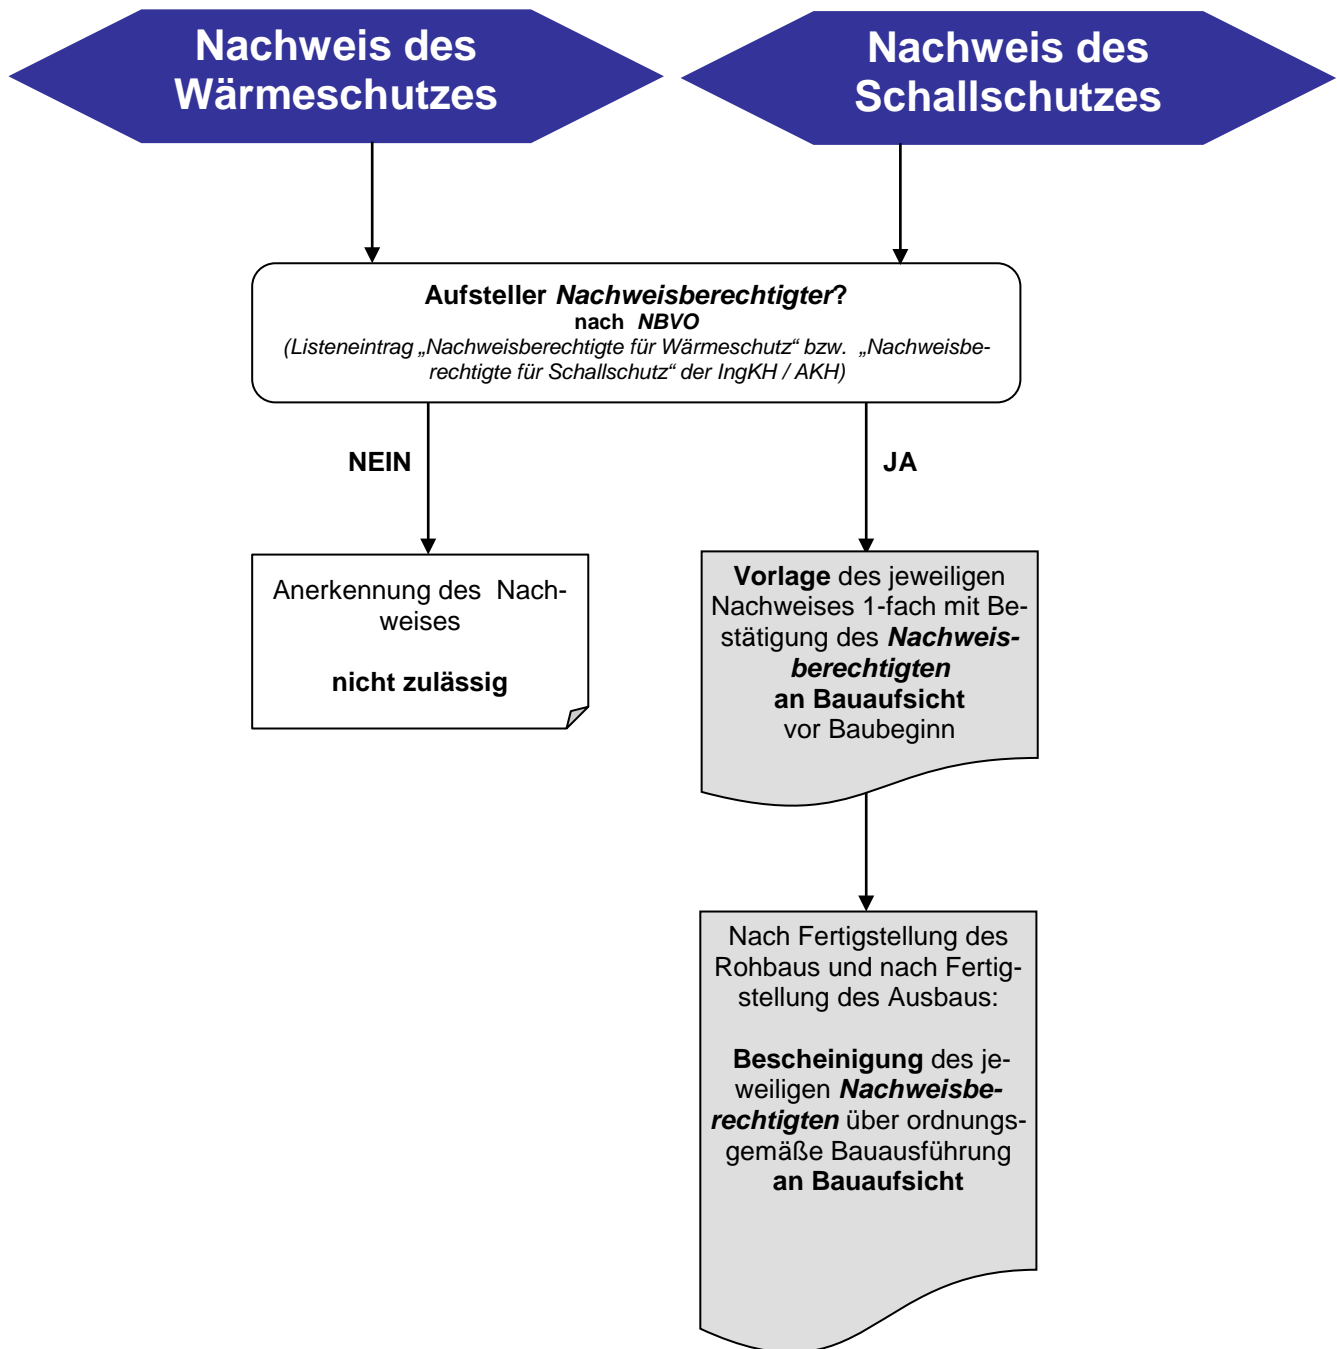 Nachweis des
Wärmeschutzes
Nachweis des
Schallschutzes
Aufsteller Nachweisberechtigter?
nach NBVO
(Listeneintrag „Nachweisberechtigte für Wärmeschutz“ bzw. „Nachweisbe-
rechtigte für Schallschutz“ der IngKH / AKH)
NEIN
JA
Anerkennung des Nach-
weises
nicht zulässig
Vorlage des jeweiligen
Nachweises 1-fach mit Be-
stätigung des Nachweis-
berechtigten
an Bauaufsicht
vor Baubeginn
Nach Fertigstellung des
Rohbaus und nach Fertig-
stellung des Ausbaus:
Bescheinigung des je-
weiligen Nachweisbe-
rechtigten über ordnungs-
gemäße Bauausführung
an Bauaufsicht